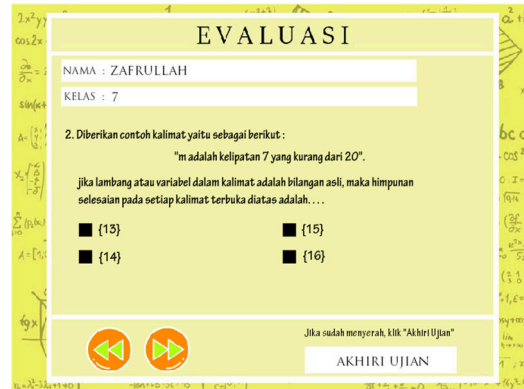 EVALUASI
NAMA : ZAFRULLAH
KELAS : 7
2. Diberikan contoh kalimat yaitu sebagai berikut :
"m adalah kelipatan 7 yang kurang dari 20".
jika lambang atau variabel dalam kalimat adalah bilangan asli, maka himpunan
selesaian pada setiap kalimat terbuka diatas adalah. . . .
{13}
{15}
{14}
{16}
Jika sudah menyerah, klik "Akhiri Ujian"
AKHIRI UJIAN